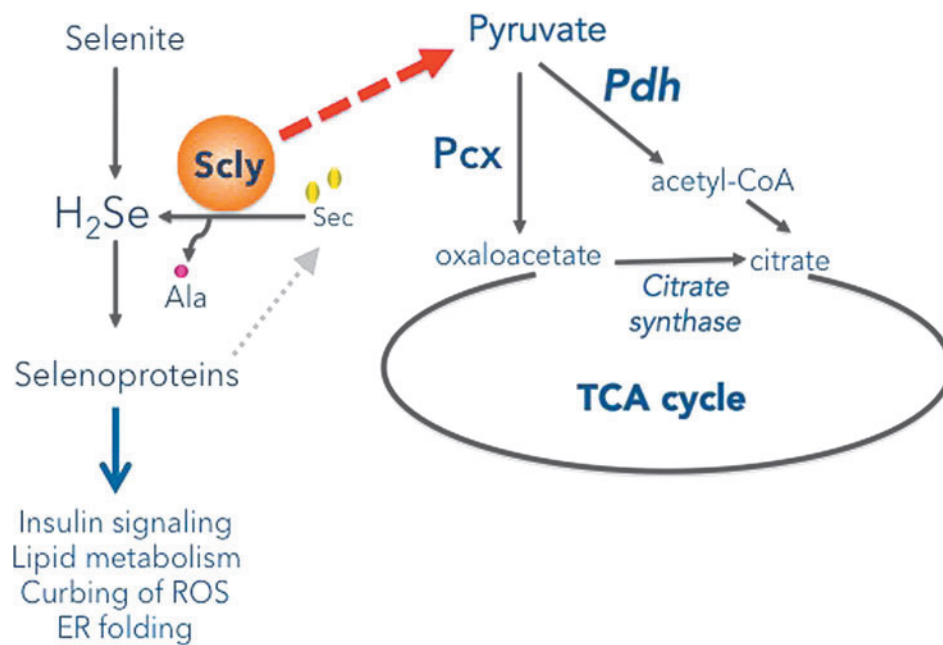 Selenite
Pyruvate
Pdh
Scly
Pcx
acetyl-CoA
H₂Se
Sec
oxaloacetate
citrate
Ala
Citrate
synthase
Selenoproteins
TCA cycle
Insulin signaling
Lipid metabolism
Curbing of ROS
ER folding